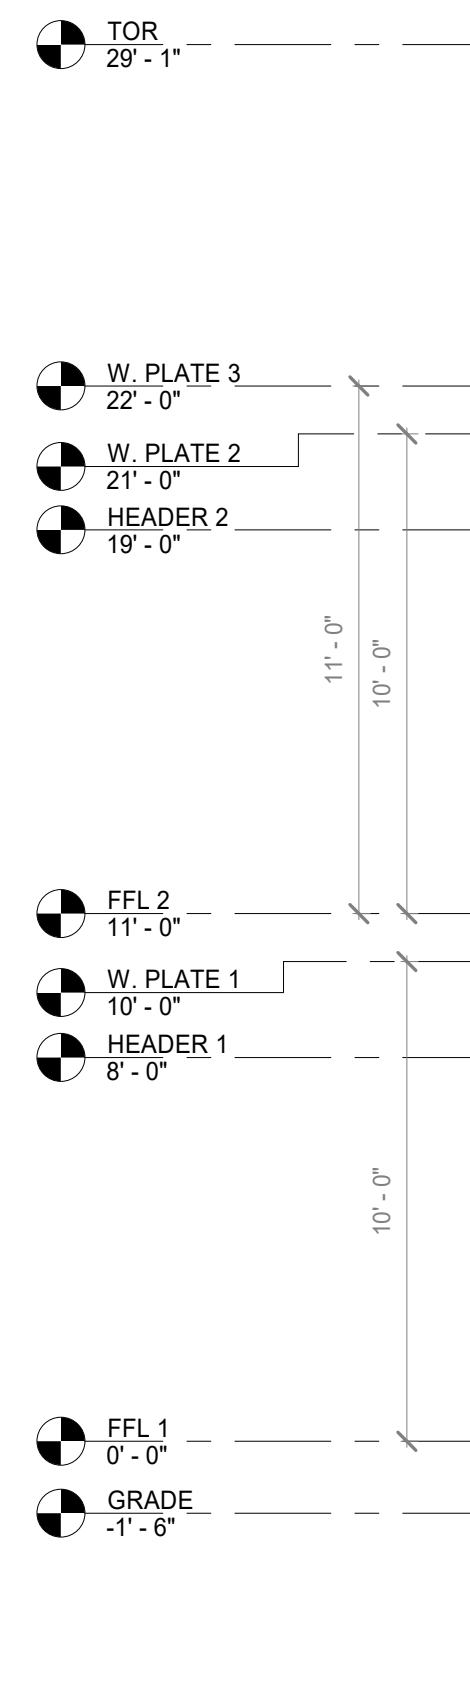 TOR
29' - 1"
W. PLATE 3
22' - 0"
W. PLATE 2
21' - 0"
HEADER 2
19' - 0"
11' - 0"
10' - 0"
FFL 2
11' - 0"
W. PLATE 1
10' - 0"
HEADER 1
8' - 0"
10' - 0"
FFL 1
0' - 0"
GRADE
-1' - 6"